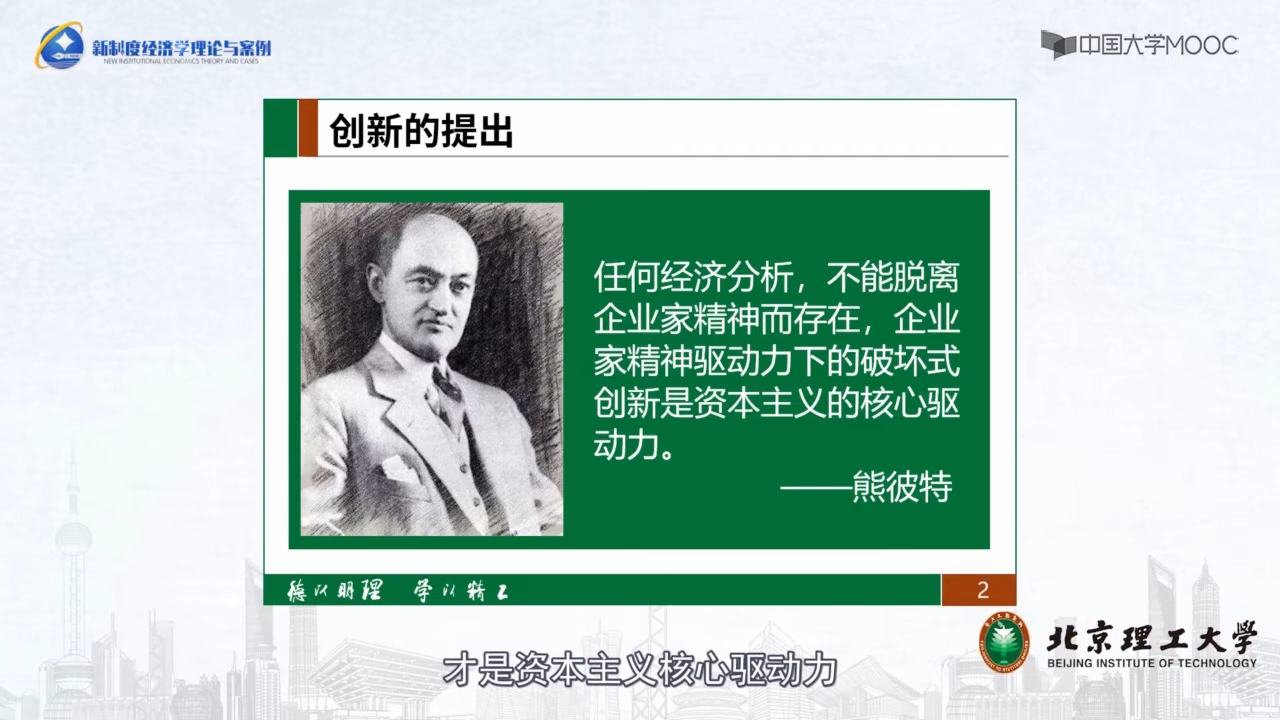 新制度经济学理论与案例
NEW INSTITUTIONAL ECONOMICS THEORY AND CASES
中国大学MOOC
创新的提出
任何经济分析，不能脱离
企业家精神而存在，企业
家精神驱动力下的破坏式
创新是资本主义的核心驱
动力。
——熊彼特
德以明理 学以精工
2
北京理工大学
BEIJING INSTITUTE OF TECHNOLOGY
才是资本主义核心驱动力